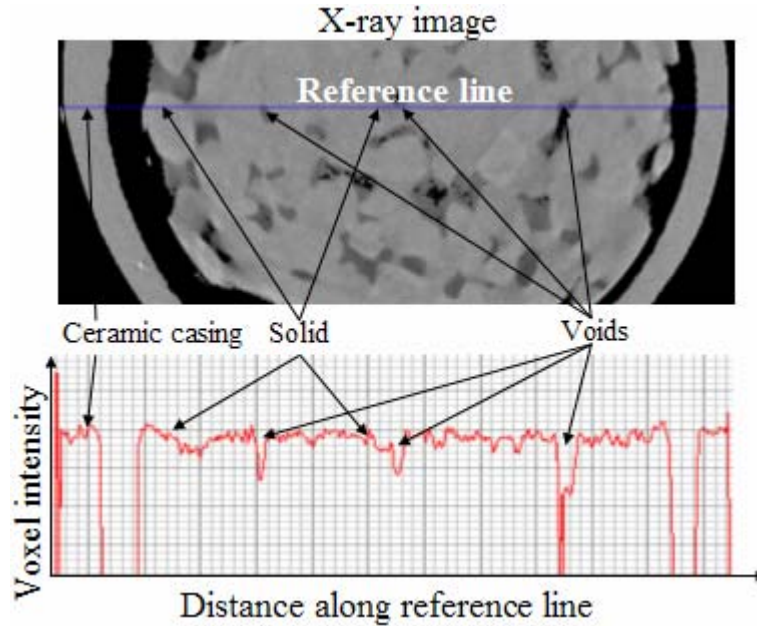 X-ray image
Reference line
Ceramic casing Solid Voids
Voxel intensity
Distance along reference line